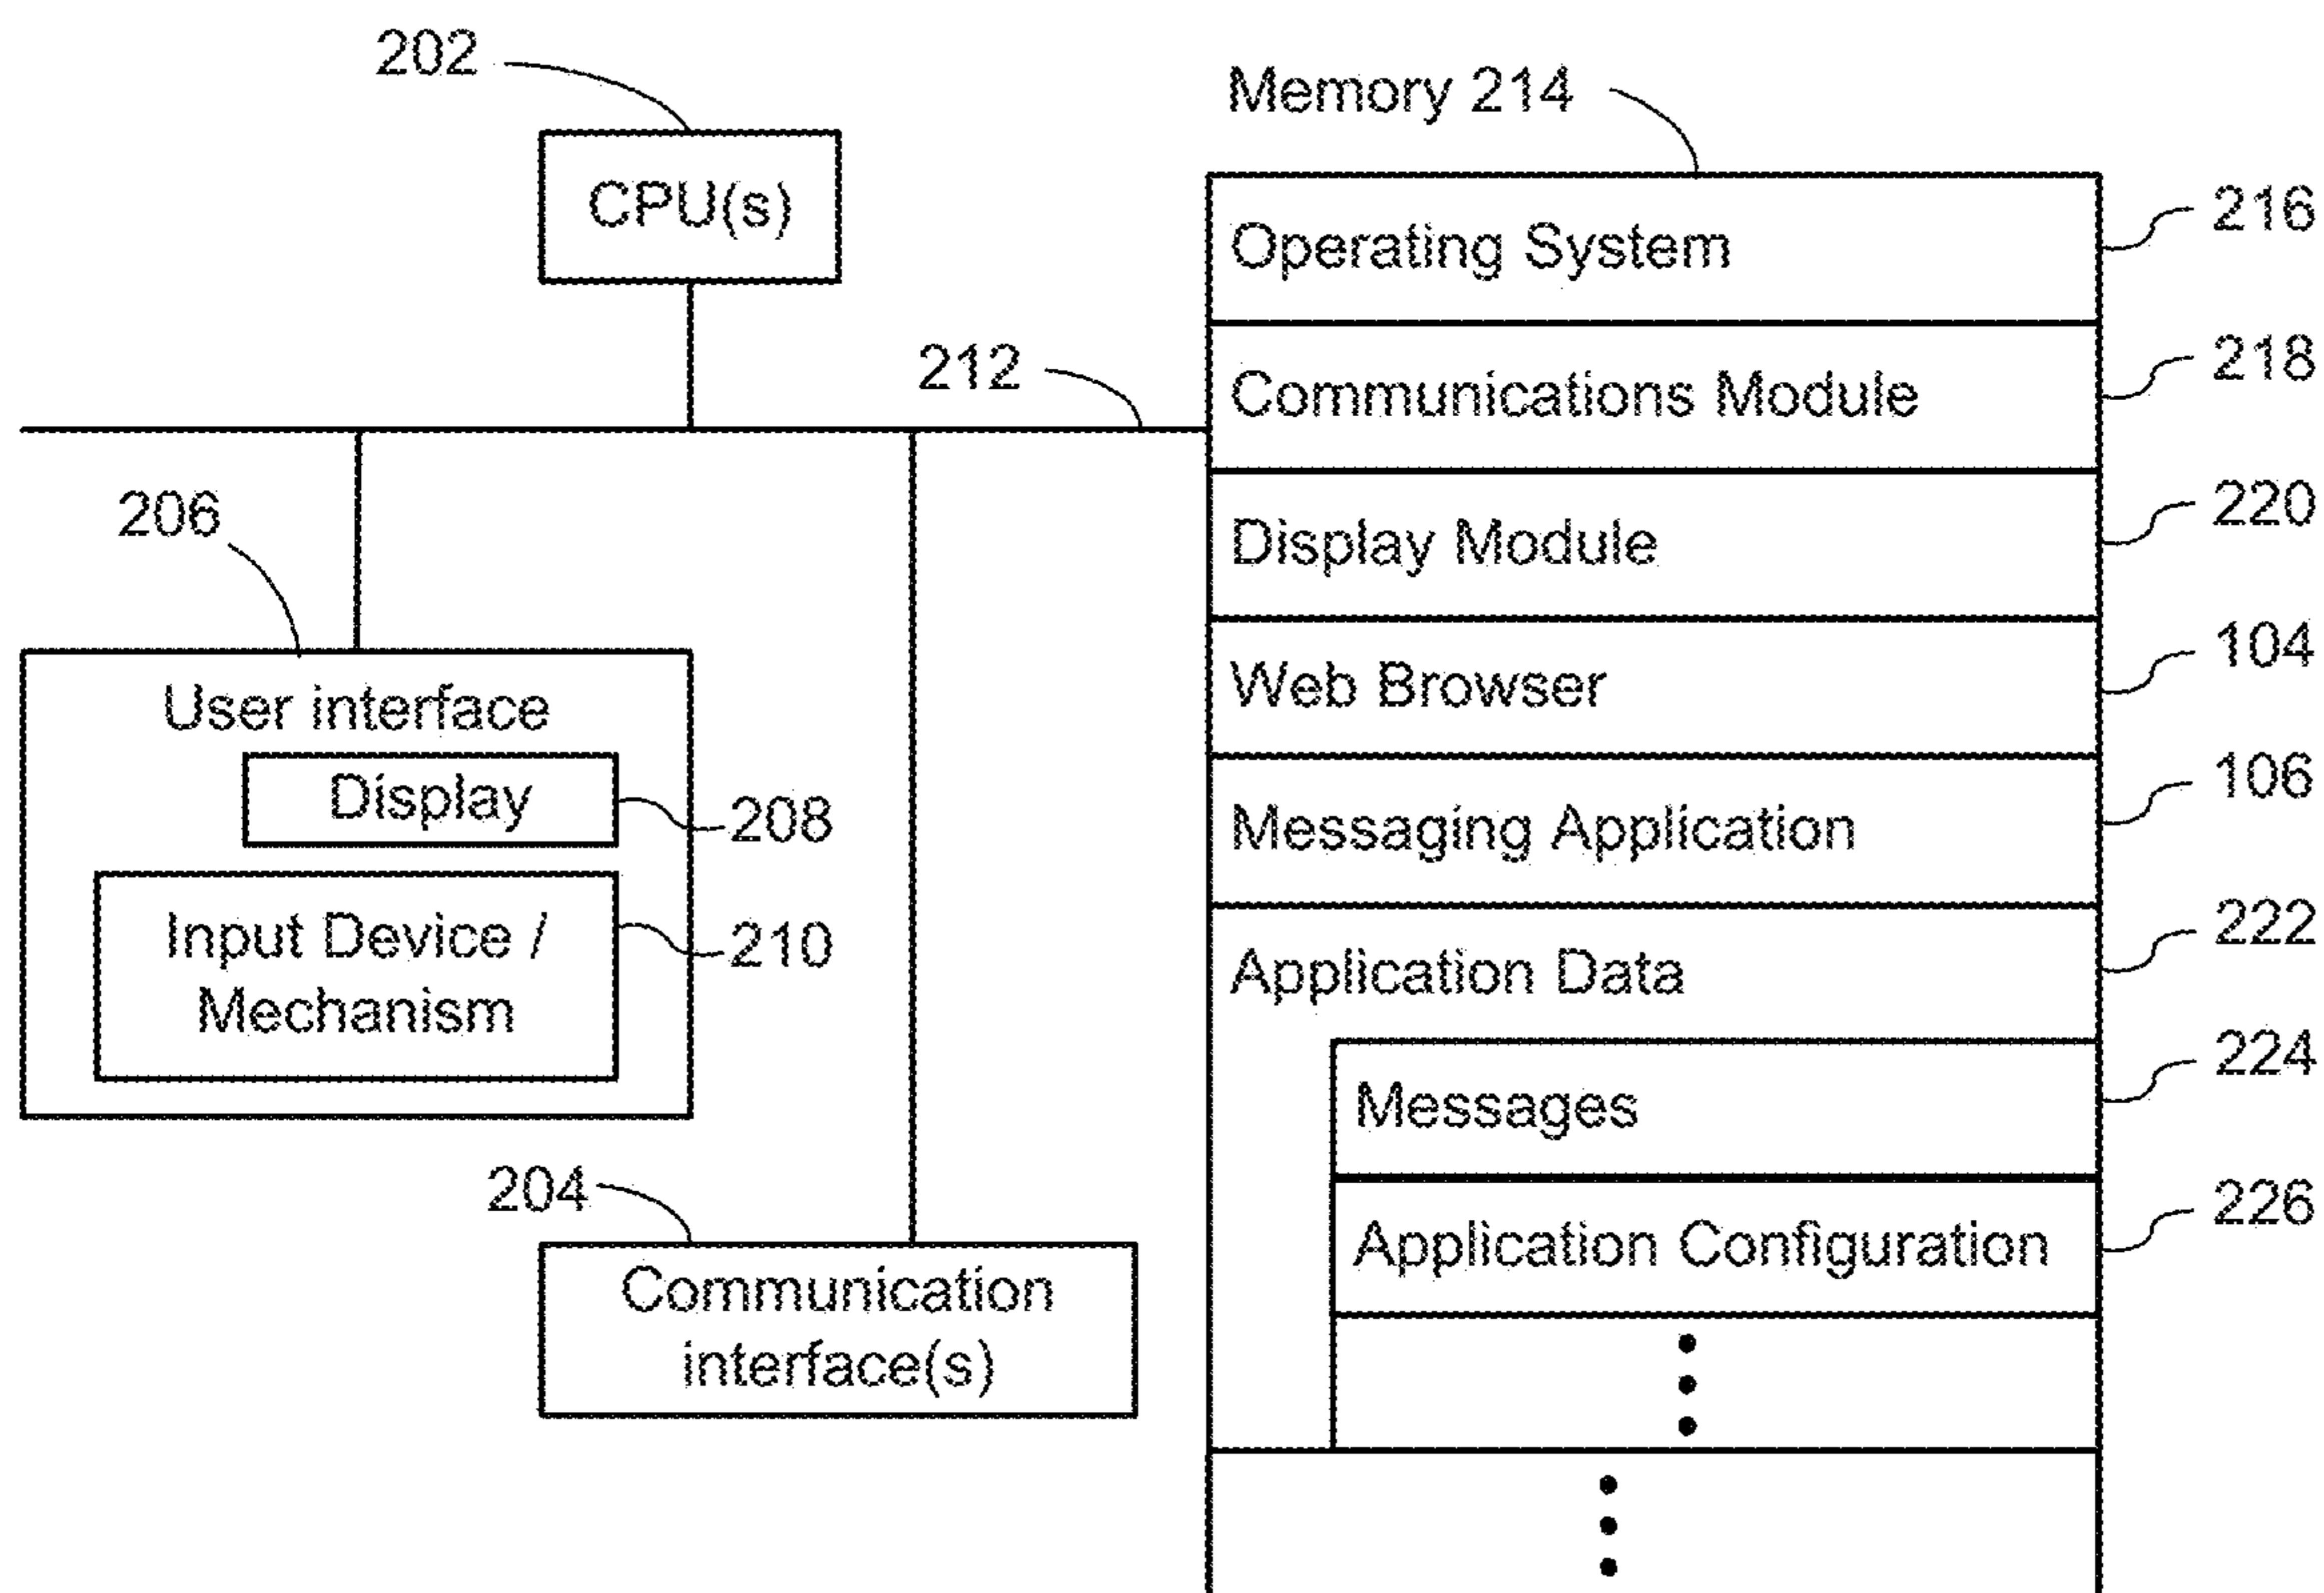 202
CPU(s)
212
206
User interface
Display
208
Input Device /
Mechanism
210
204
Communication
interface(s)
Memory 214
Operating System
216
Communications Module
218
Display Module
220
Web Browser
104
Messaging Application
106
Application Data
222
Messages
224
Application Configuration
226